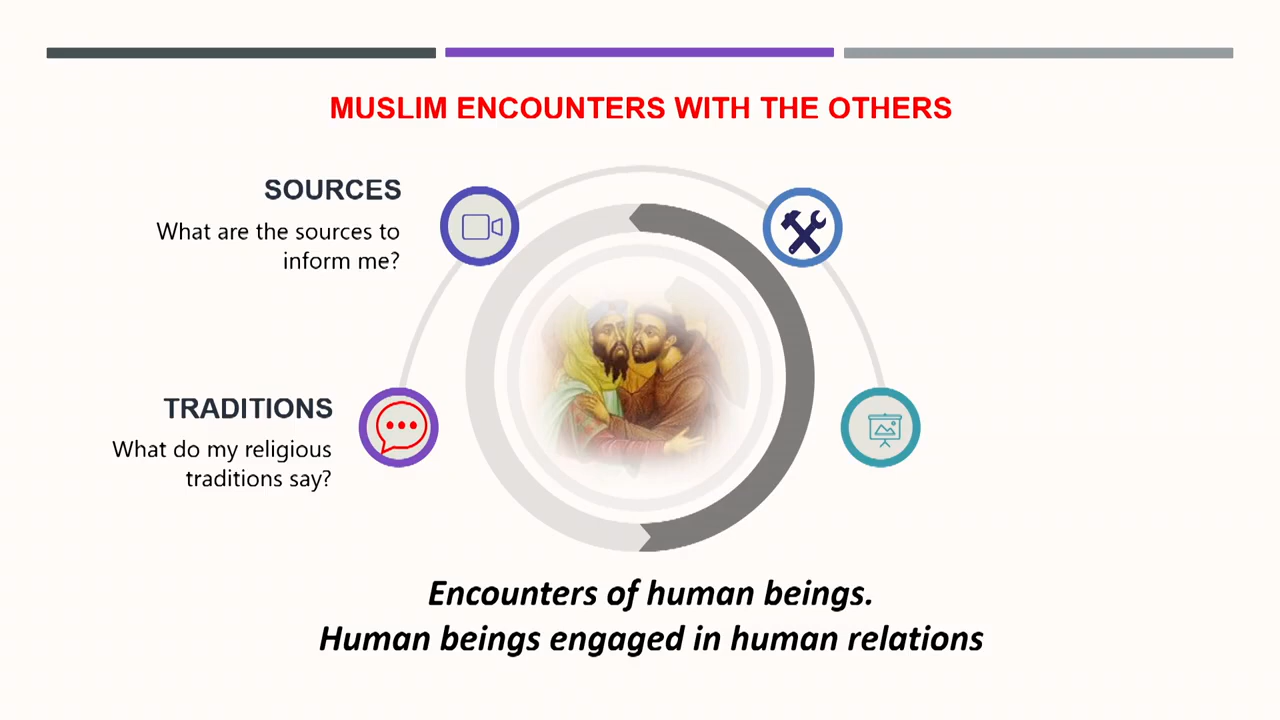 MUSLIM ENCOUNTERS WITH THE OTHERS
SOURCES
What are the sources to
inform me?
TRADITIONS
What do my religious
traditions say?
Encounters of human beings.
Human beings engaged in human relations